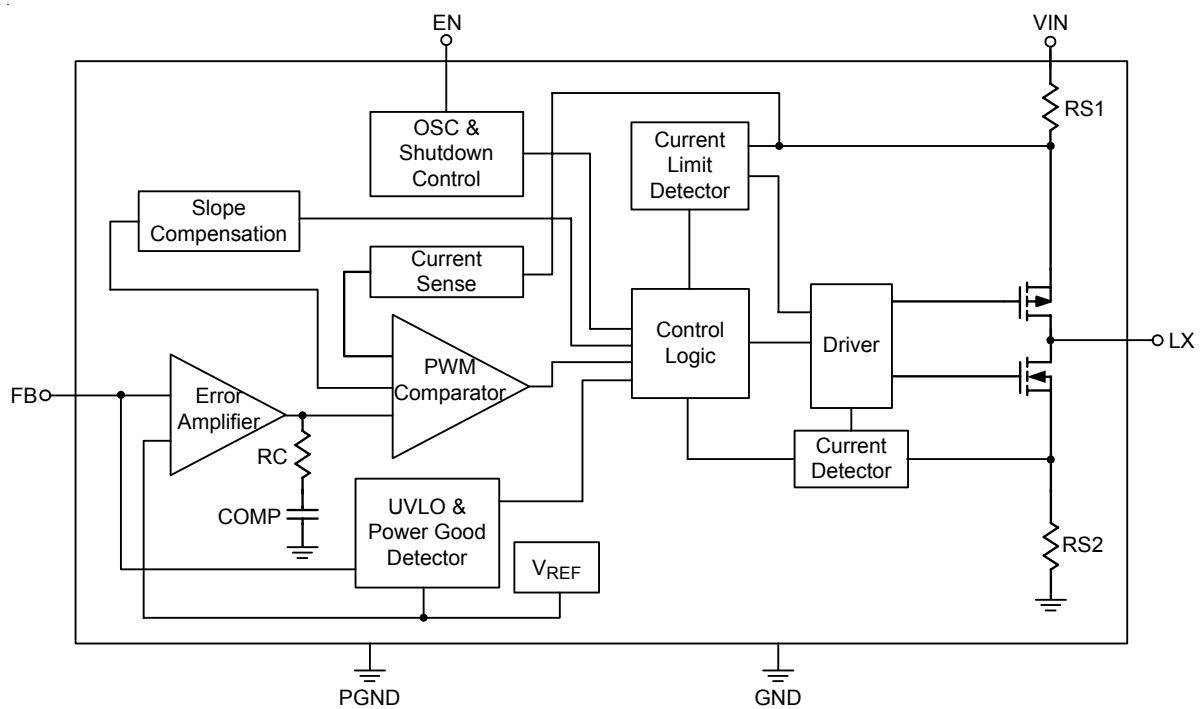 EN
VIN
RS1
OSC &
Shutdown
Control
Current
Limit
Detector
Slope
Compensation
Current
Sense
Control
Logic
Driver
LX
PWM
Comparator
FB
Error
Amplifier
RC
Current
Detector
COMP
UVLO &
Power Good
Detector
VREF
RS2
PGND
GND